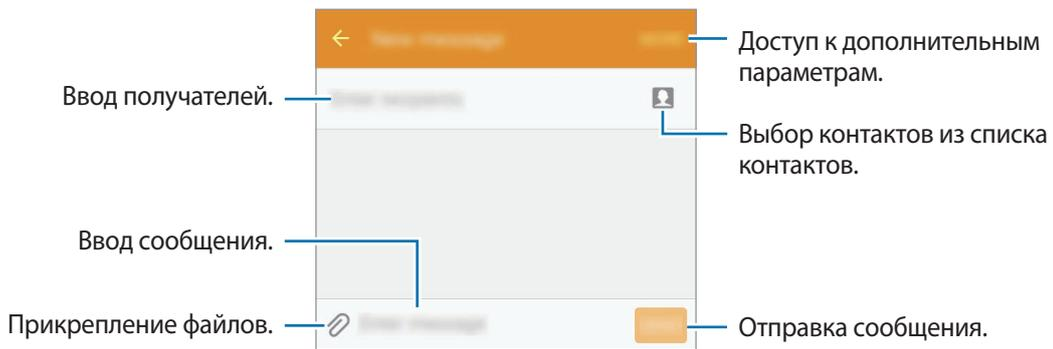 Доступ к дополнительным
параметрам.
Ввод получателей.
Выбор контактов из списка
контактов.
Ввод сообщения.
Прикрепление файлов.
Отправка сообщения.